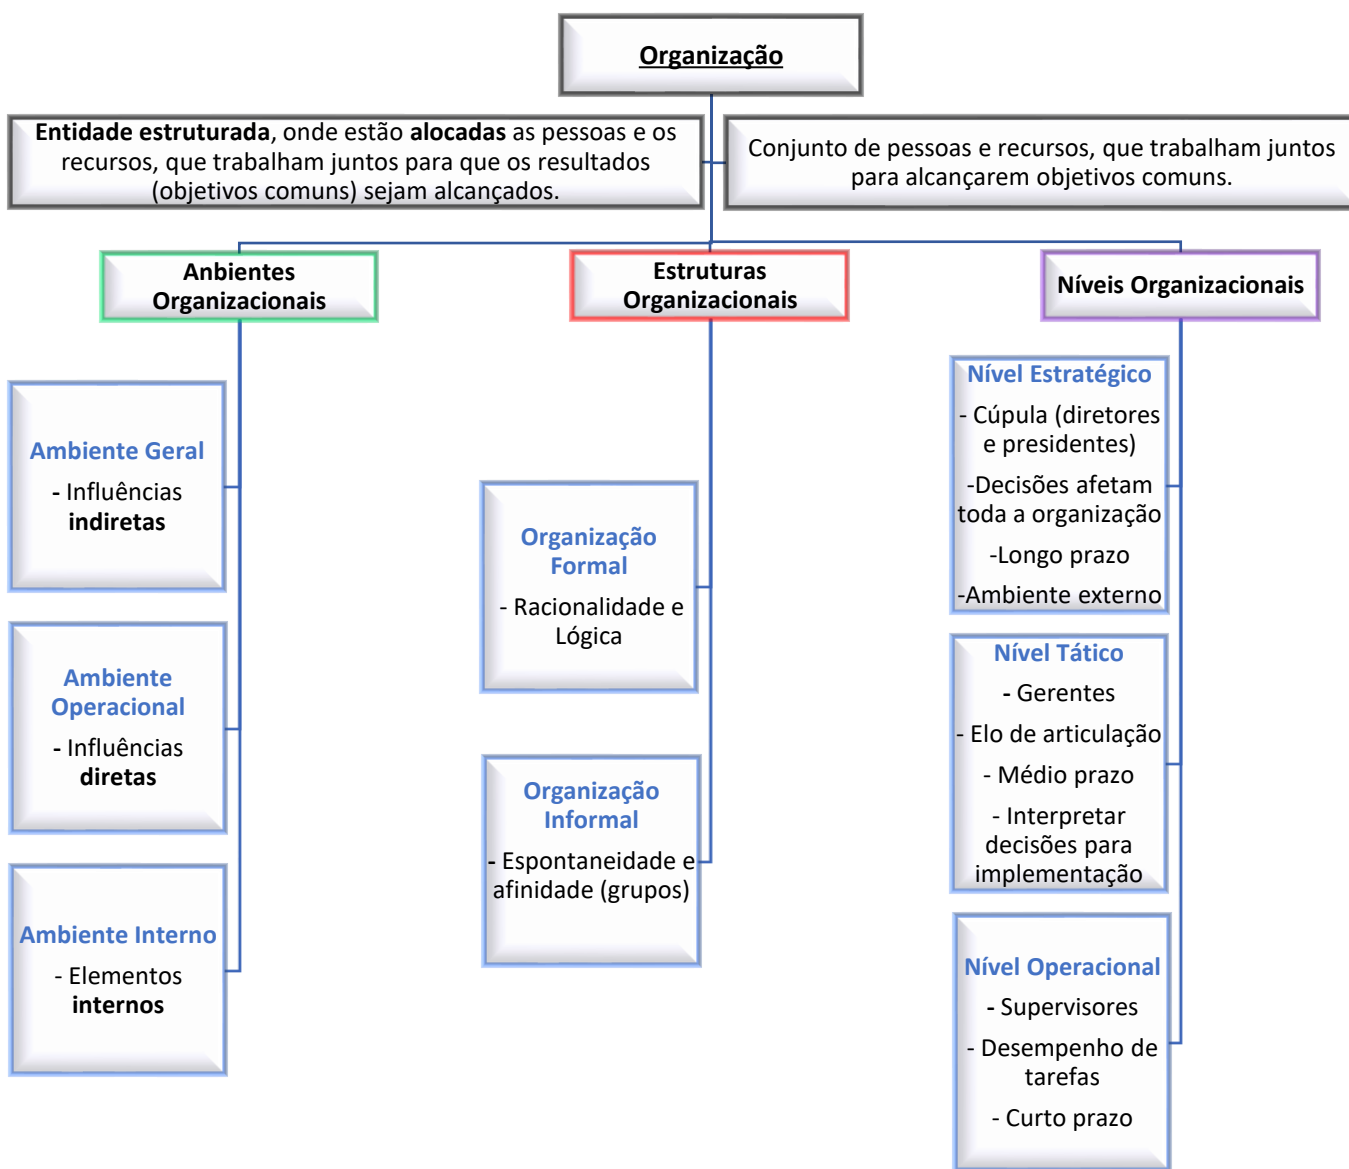 Organização
Entidade estruturada, onde estão alocadas as pessoas e os
recursos, que trabalham juntos para que os resultados
(objetivos comuns) sejam alcançados.
Conjunto de pessoas e recursos, que trabalham juntos
para alcançarem objetivos comuns.
Anbientes
Organizacionais
Ambiente Geral
- Influências
indiretas
Ambiente
Operacional
- Influências
diretas
Ambiente Interno
- Elementos
internos
Estruturas
Organizacionais
Organização
Formal
- Racionalidade e
Lógica
Organização
Informal
- Espontaneidade e
afinidade (grupos)
Níveis Organizacionais
Nível Estratégico
- Cúpula (diretores
e presidentes)
-Decisões afetam
toda a organização
-Longo prazo
-Ambiente externo
Nível Tático
- Gerentes
- Elo de articulação
- Médio prazo
- Interpretar
decisões para
implementação
Nível Operacional
- Supervisores
- Desempenho de
tarefas
- Curto prazo